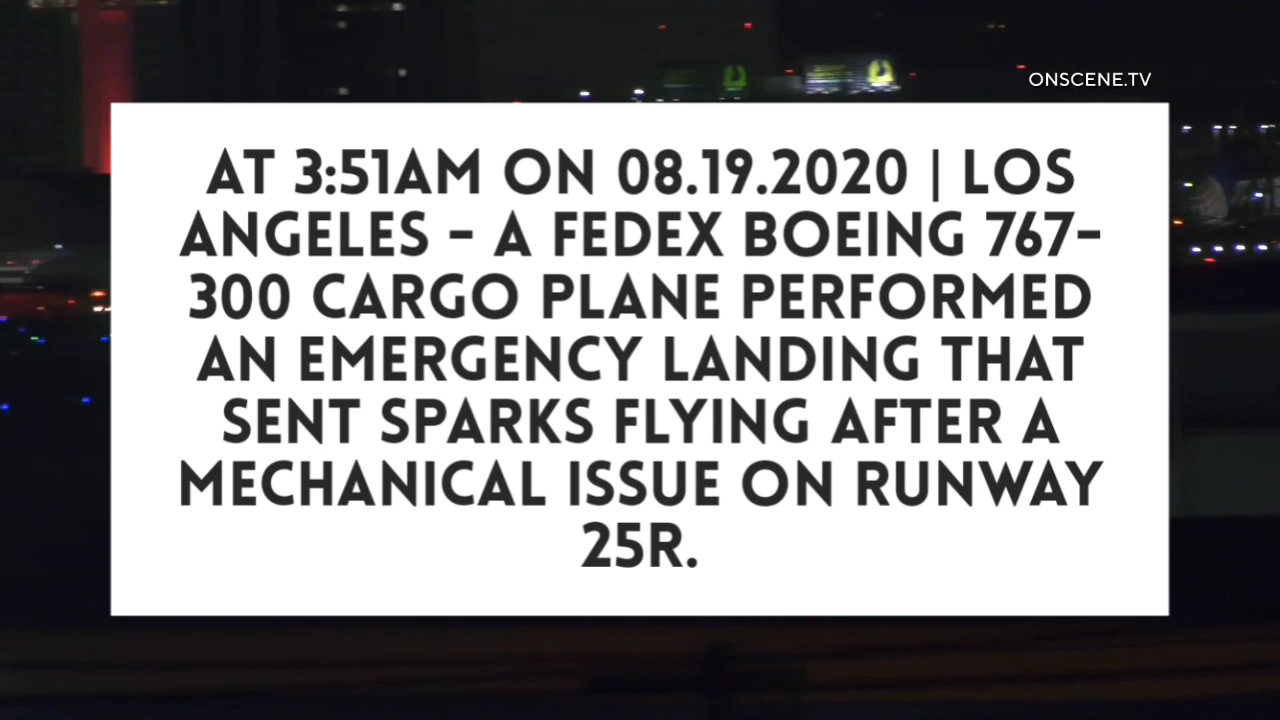 ONSCENE.TV
AT 3:51AM ON 08.19.2020 | LOS
ANGELES - A FEDEX BOEING 767-
300 CARGO PLANE PERFORMED
AN EMERGENCY LANDING THAT
SENT SPARKS FLYING AFTER A
MECHANICAL ISSUE ON RUNWAY
25R.